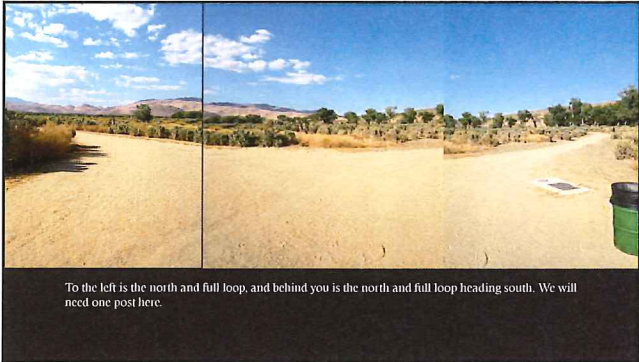 To the left is the north and full loop, and behind you is the north and full loop heading south. We will
need one post here.